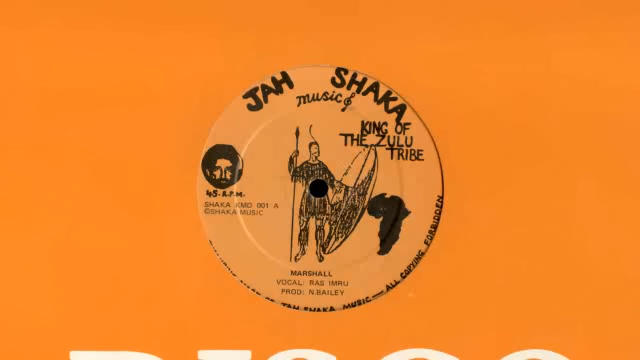 JAH SHAKA
music
KING OF
THE ZULU
TRIBE
45 R.P.M.
SHAKA KMD 001 A
©SHAKA MUSIC
MARSHALL
VOCAL: RAS IMRU
PROD: N.BAILEY
JAH SHAKA MUSIC — ALL COPYING FORBIDDEN
DISCO